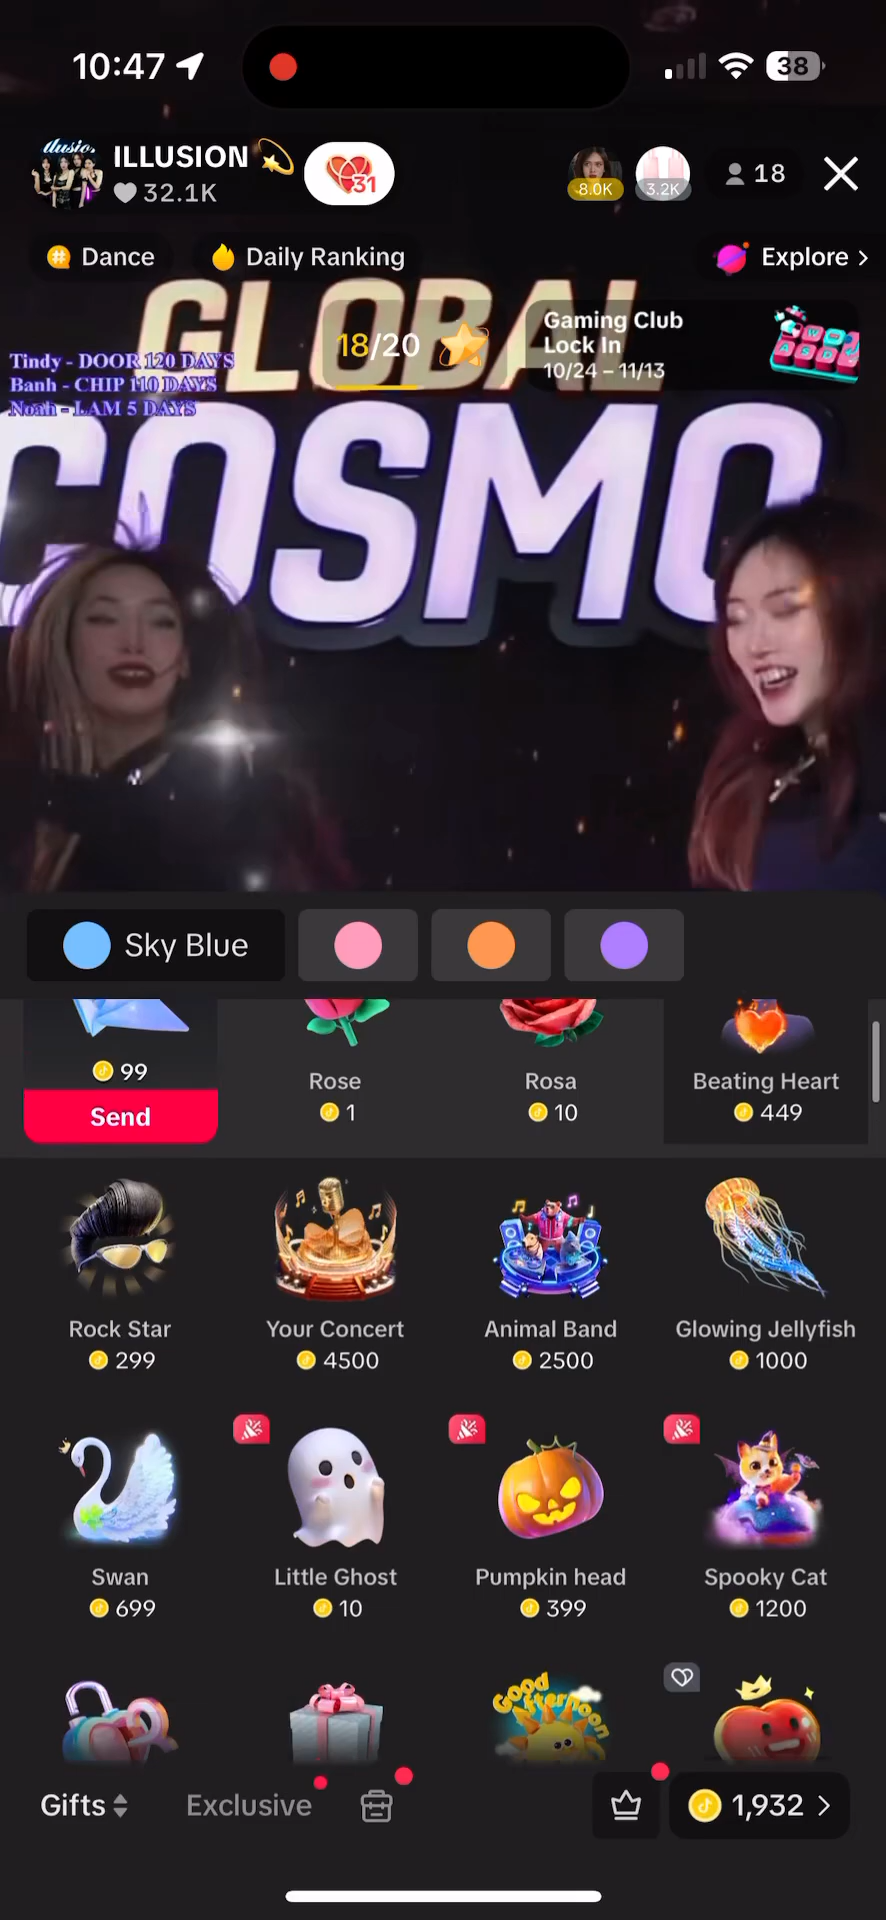 10:47
38
dusio.
ILLUSION
32.1K
31
8.0K
3.2K
18
Dance
Daily Ranking
Explore >
GLOBAL
18/20
Gaming Club
Lock In
10/24 – 11/13
Tindy - DOOR 120 DAYS
Banh - CHIP 110 DAYS
Noah - LAM 5 DAYS
COSMO
Sky Blue
99
Send
Rose
1
Rosa
10
Beating Heart
449
Rock Star
299
Your Concert
4500
Animal Band
2500
Glowing Jellyfish
1000
Swan
699
Little Ghost
10
Pumpkin head
399
Spooky Cat
1200
Good
Afternoon
Gifts
Exclusive
1,932 >